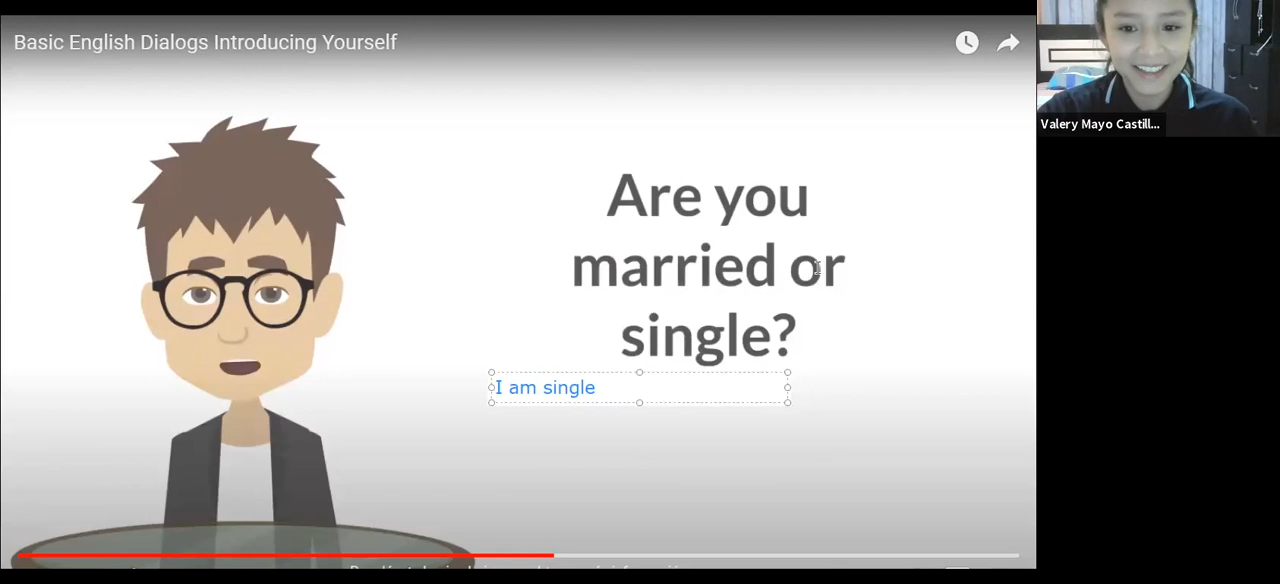 Basic English Dialogs Introducing Yourself
Valery Mayo Castill...
Are you
married or
single?
I am single